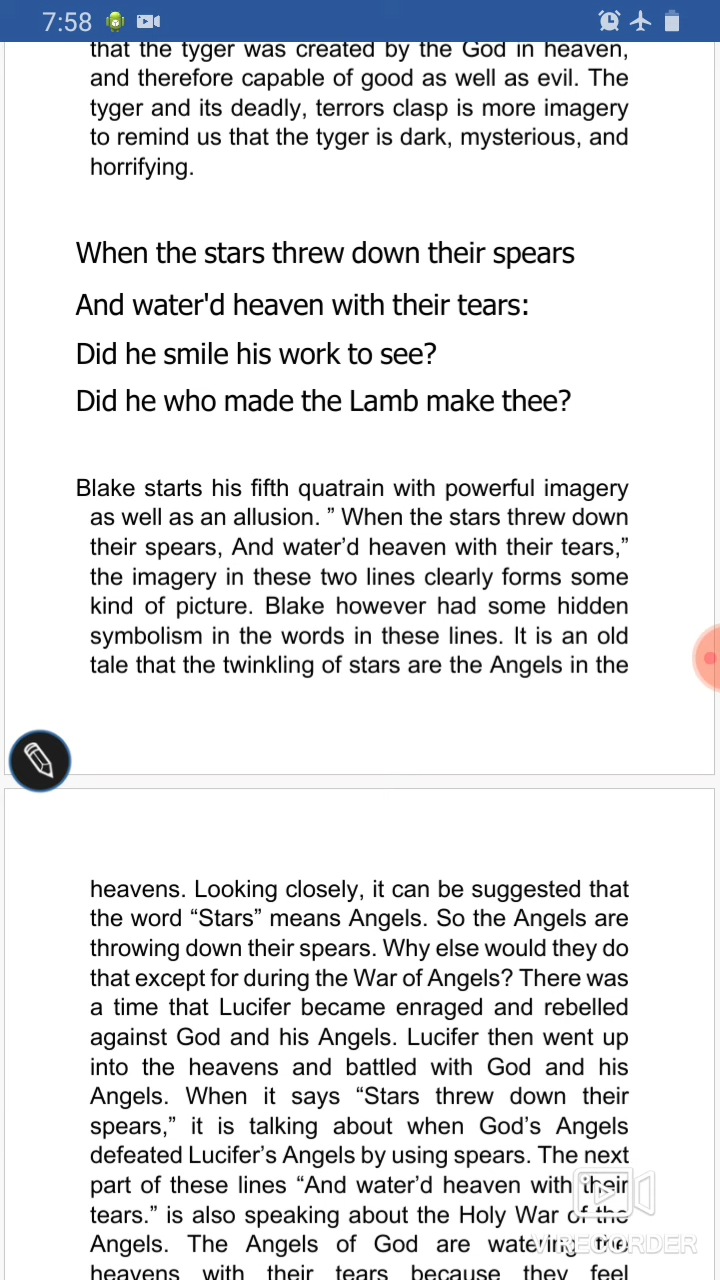 7:58
that the tyger was created by the God in heaven,
and therefore capable of good as well as evil. The
tyger and its deadly, terrors clasp is more imagery
to remind us that the tyger is dark, mysterious, and
horrifying.
When the stars threw down their spears
And water'd heaven with their tears:
Did he smile his work to see?
Did he who made the Lamb make thee?
Blake starts his fifth quatrain with powerful imagery
as well as an allusion. ” When the stars threw down
their spears, And water’d heaven with their tears,”
the imagery in these two lines clearly forms some
kind of picture. Blake however had some hidden
symbolism in the words in these lines. It is an old
tale that the twinkling of stars are the Angels in the
heavens. Looking closely, it can be suggested that
the word “Stars” means Angels. So the Angels are
throwing down their spears. Why else would they do
that except for during the War of Angels? There was
a time that Lucifer became enraged and rebelled
against God and his Angels. Lucifer then went up
into the heavens and battled with God and his
Angels. When it says “Stars threw down their
spears,” it is talking about when God’s Angels
defeated Lucifer’s Angels by using spears. The next
part of these lines “And water’d heaven with their
tears.” is also speaking about the Holy War of the
Angels. The Angels of God are watering the
heavens with their tears because they feel
VIRECORDER